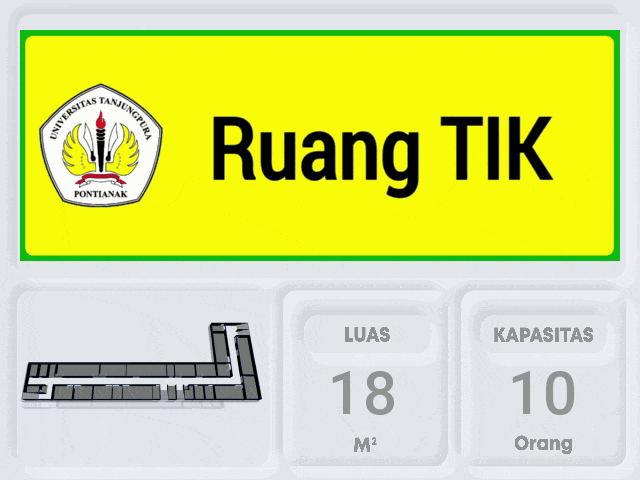 UNIVERSITAS TANJUNGPURA
PONTIANAK
Ruang TIK
LUAS
18
M²
KAPASITAS
10
Orang